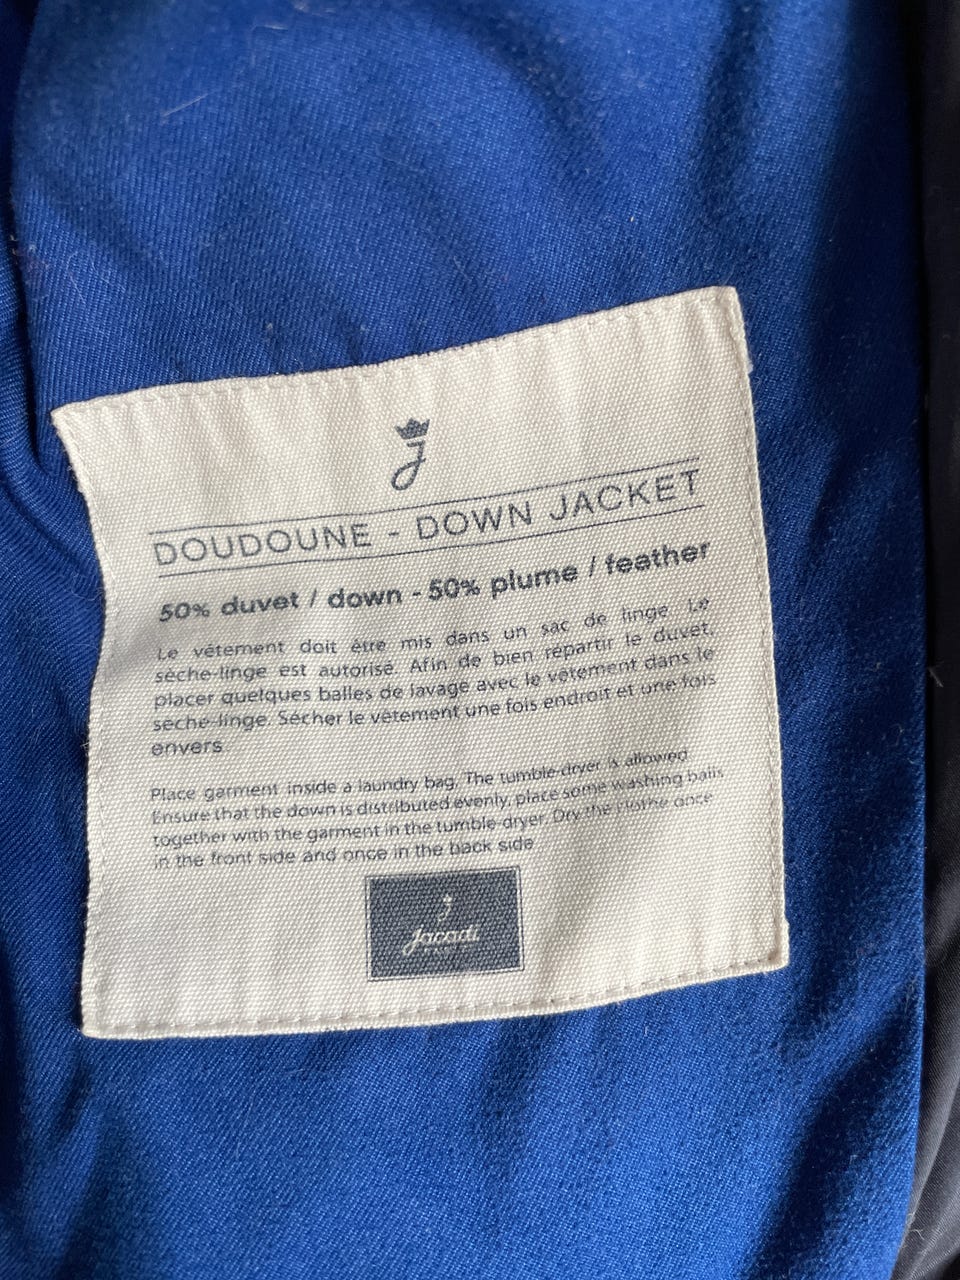 J
DOUDOUNE - DOWN JACKET
50% duvet / down - 50% plume / feather
Le vêtement doit être mis dans un sac de linge. Le
sèche-linge est autorisé. Afin de bien répartir le duvet,
placer quelques balles de lavage avec le vêtement dans le
sèche-linge. Sécher le vêtement une fois endroit et une fois
envers.
Place garment inside a laundry bag. The tumble-dryer is allowed.
Ensure that the down is distributed evenly, place some washing balls
together with the garment in the tumble-dryer. Dry the clothe once
in the front side and once in the back side
J
Jacadi